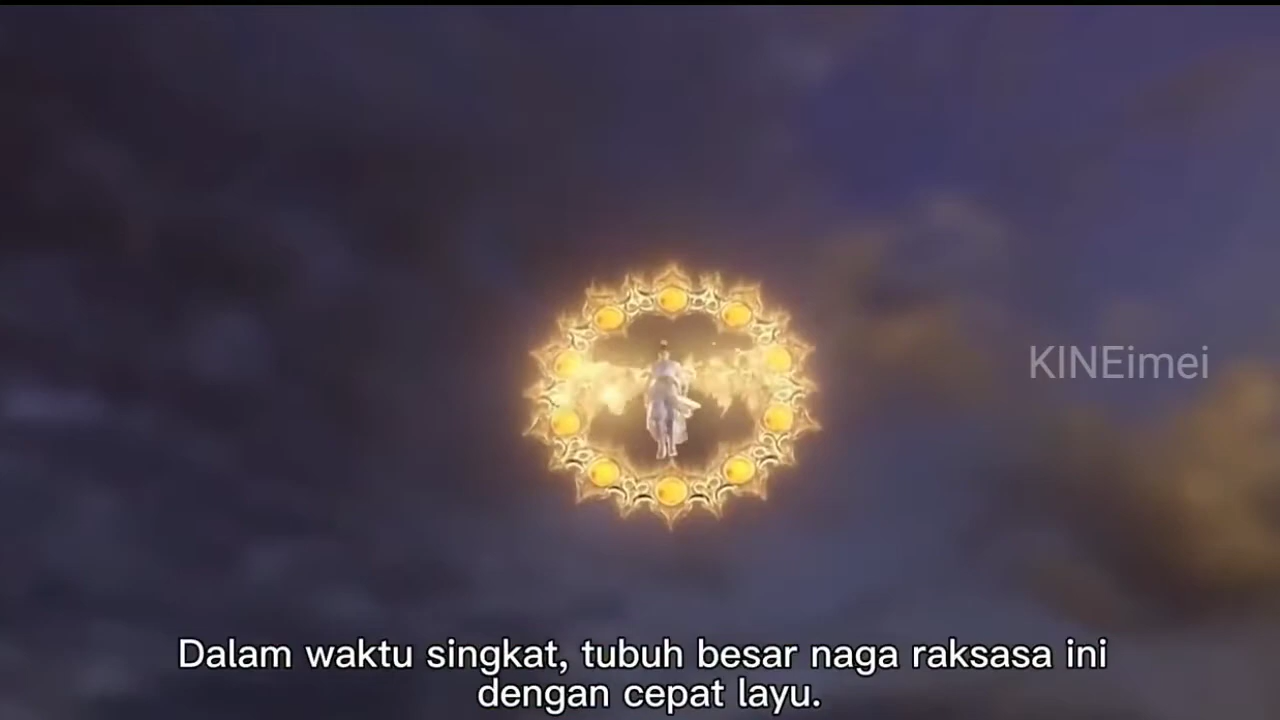 KINEimei
Dalam waktu singkat, tubuh besar naga raksasa ini
dengan cepat layu.